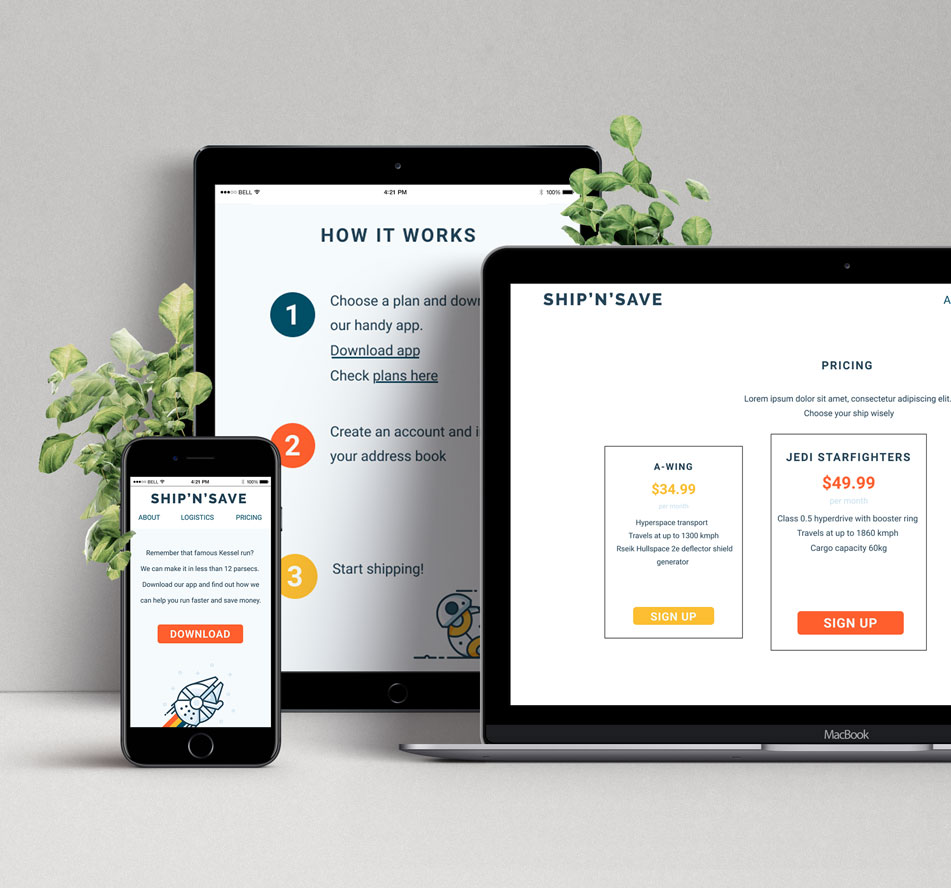 ●●●○○ BELL
4:21 PM
100%
HOW IT WORKS
1
Choose a plan and
our handy app.
Download app
Check plans here
2
Create an account and
your address book
3
Start shipping!
●●●○○ BELL
4:21 PM
100%
SHIP'N'SAVE
ABOUT LOGISTICS PRICING
Remember that famous Kessel run?
We can make it in less than 12 parsecs.
Download our app and find out how we
can help you run faster and save money.
DOWNLOAD
SHIP'N'SAVE
A
PRICING
Lorem ipsum dolor sit amet, consectetur adipiscing elit.
Choose your ship wisely
A-WING
$34.99
per month
Hyperspace transport
Travels at up to 1300 kmph
Rseik Hullspace 2e deflector shield
generator
SIGN UP
JEDI STARFIGHTERS
$49.99
per month
Class 0.5 hyperdrive with booster ring
Travels at up to 1860 kmph
Cargo capacity 60kg
SIGN UP
MacBook